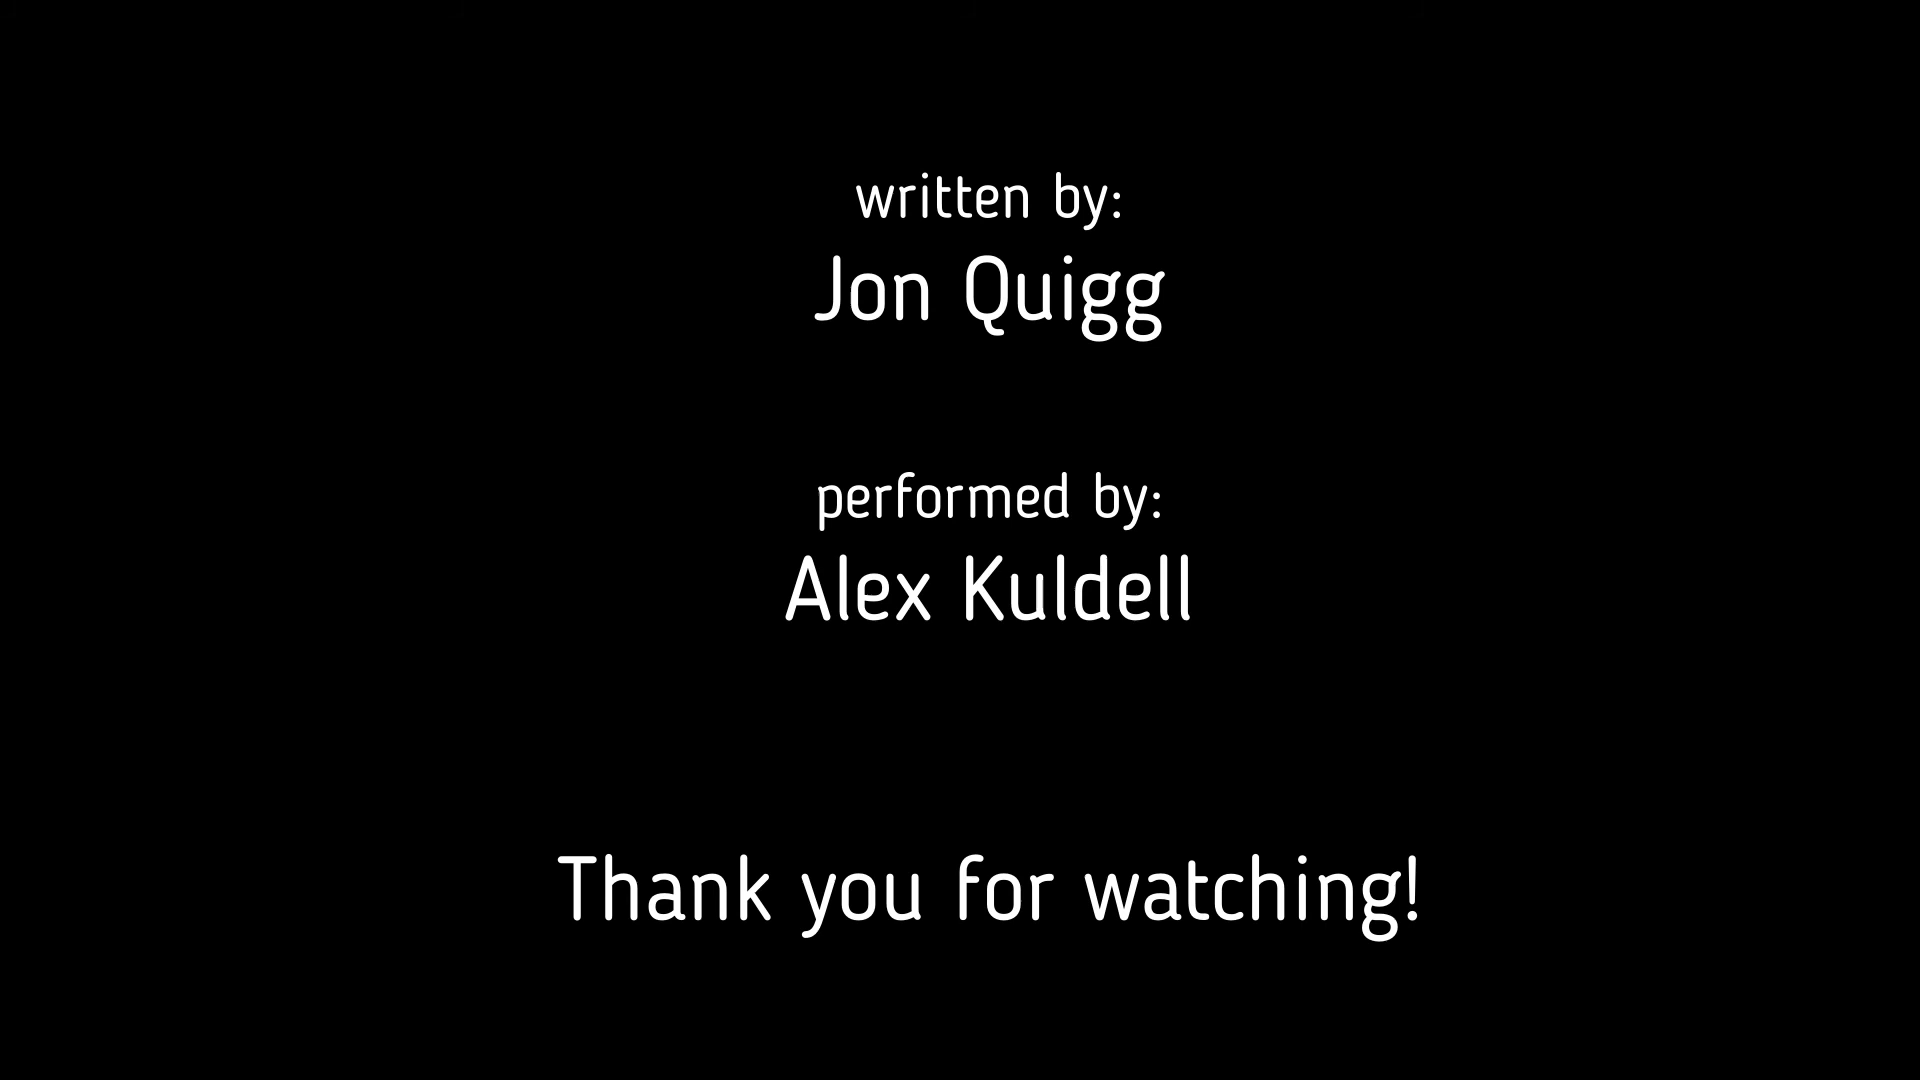 written by:
Jon Quigg
performed by:
Alex Kuldell
Thank you for watching!